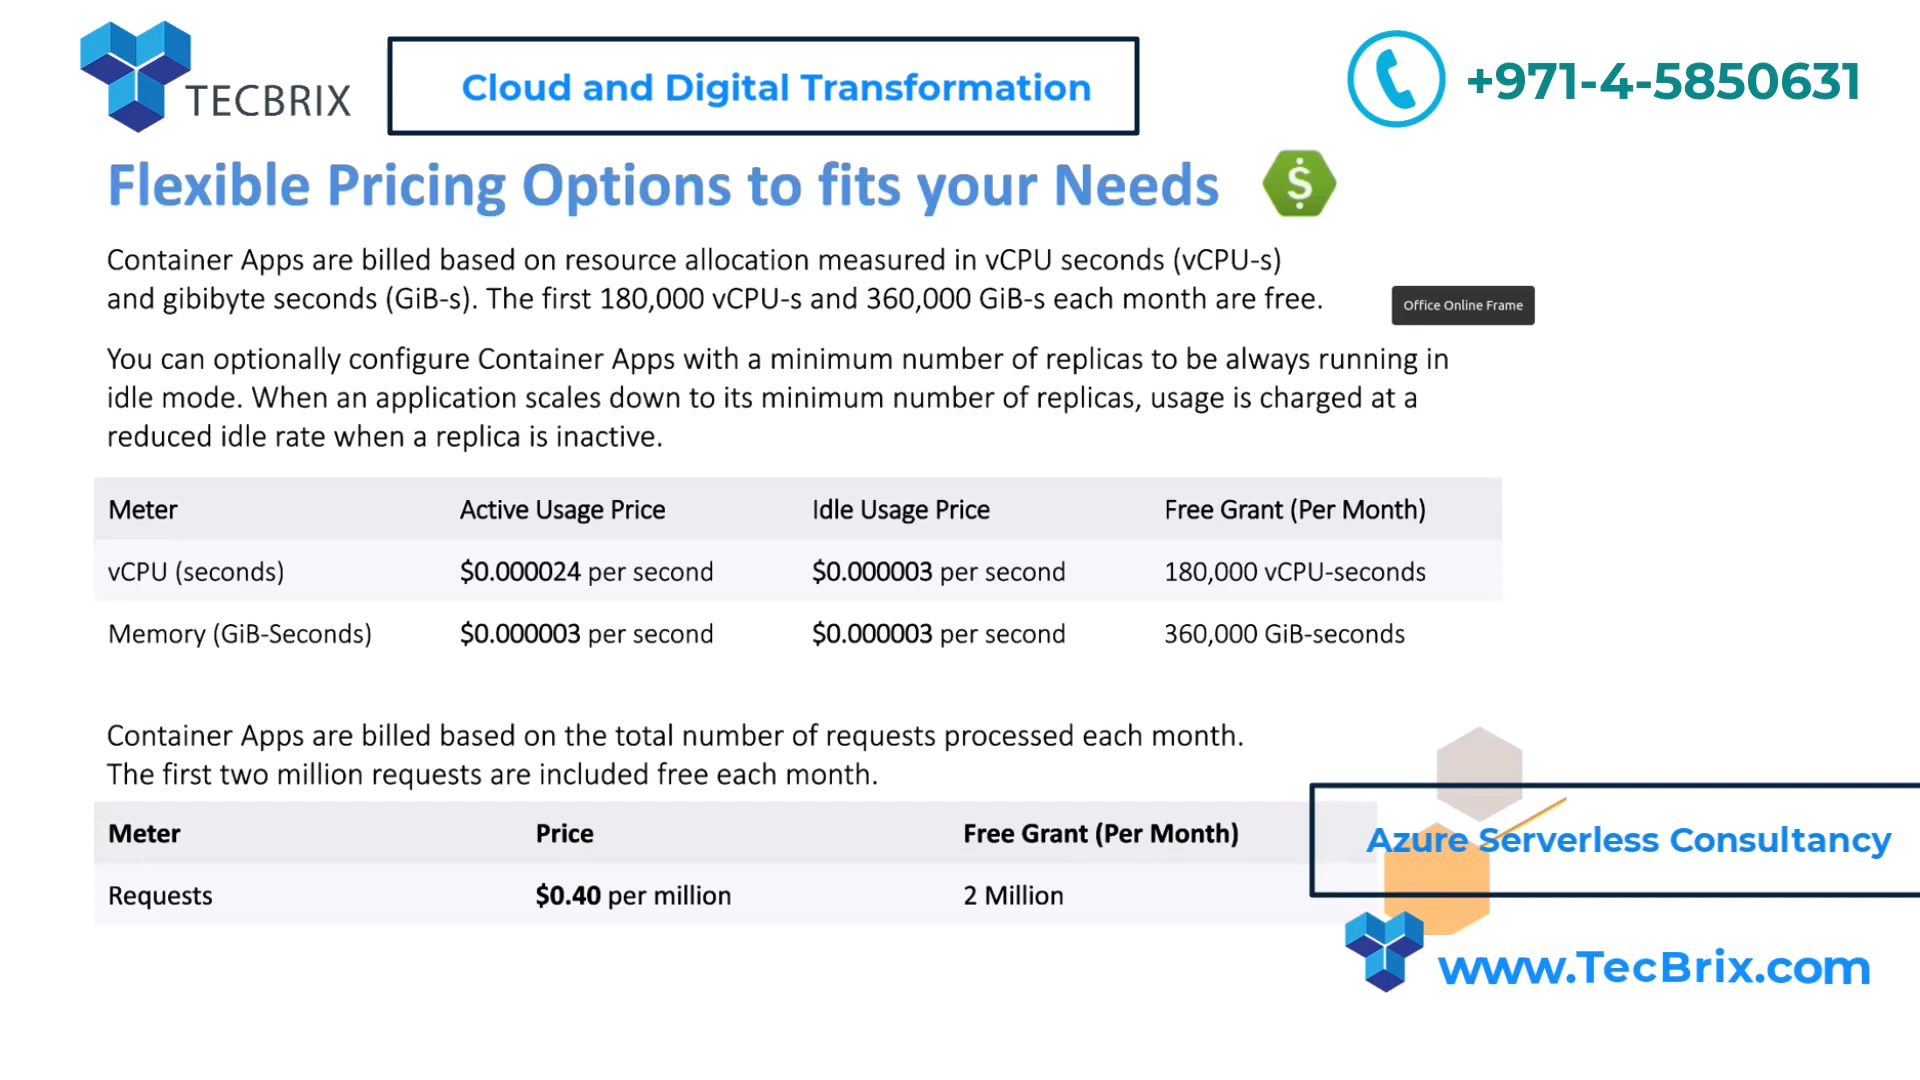 TECBRIX
Cloud and Digital Transformation
+971-4-5850631
Flexible Pricing Options to fits your Needs
$
Container Apps are billed based on resource allocation measured in vCPU seconds (vCPU-s)
and gibibyte seconds (GiB-s). The first 180,000 vCPU-s and 360,000 GiB-s each month are free.
Office Online Frame
You can optionally configure Container Apps with a minimum number of replicas to be always running in
idle mode. When an application scales down to its minimum number of replicas, usage is charged at a
reduced idle rate when a replica is inactive.
Meter Active Usage Price Idle Usage Price Free Grant (Per Month)
vCPU (seconds) $0.000024 per second $0.000003 per second 180,000 vCPU-seconds
Memory (GiB-Seconds) $0.000003 per second $0.000003 per second 360,000 GiB-seconds
Container Apps are billed based on the total number of requests processed each month.
The first two million requests are included free each month.
Meter Price Free Grant (Per Month)
Requests $0.40 per million 2 Million
Azure Serverless Consultancy
www.TecBrix.com